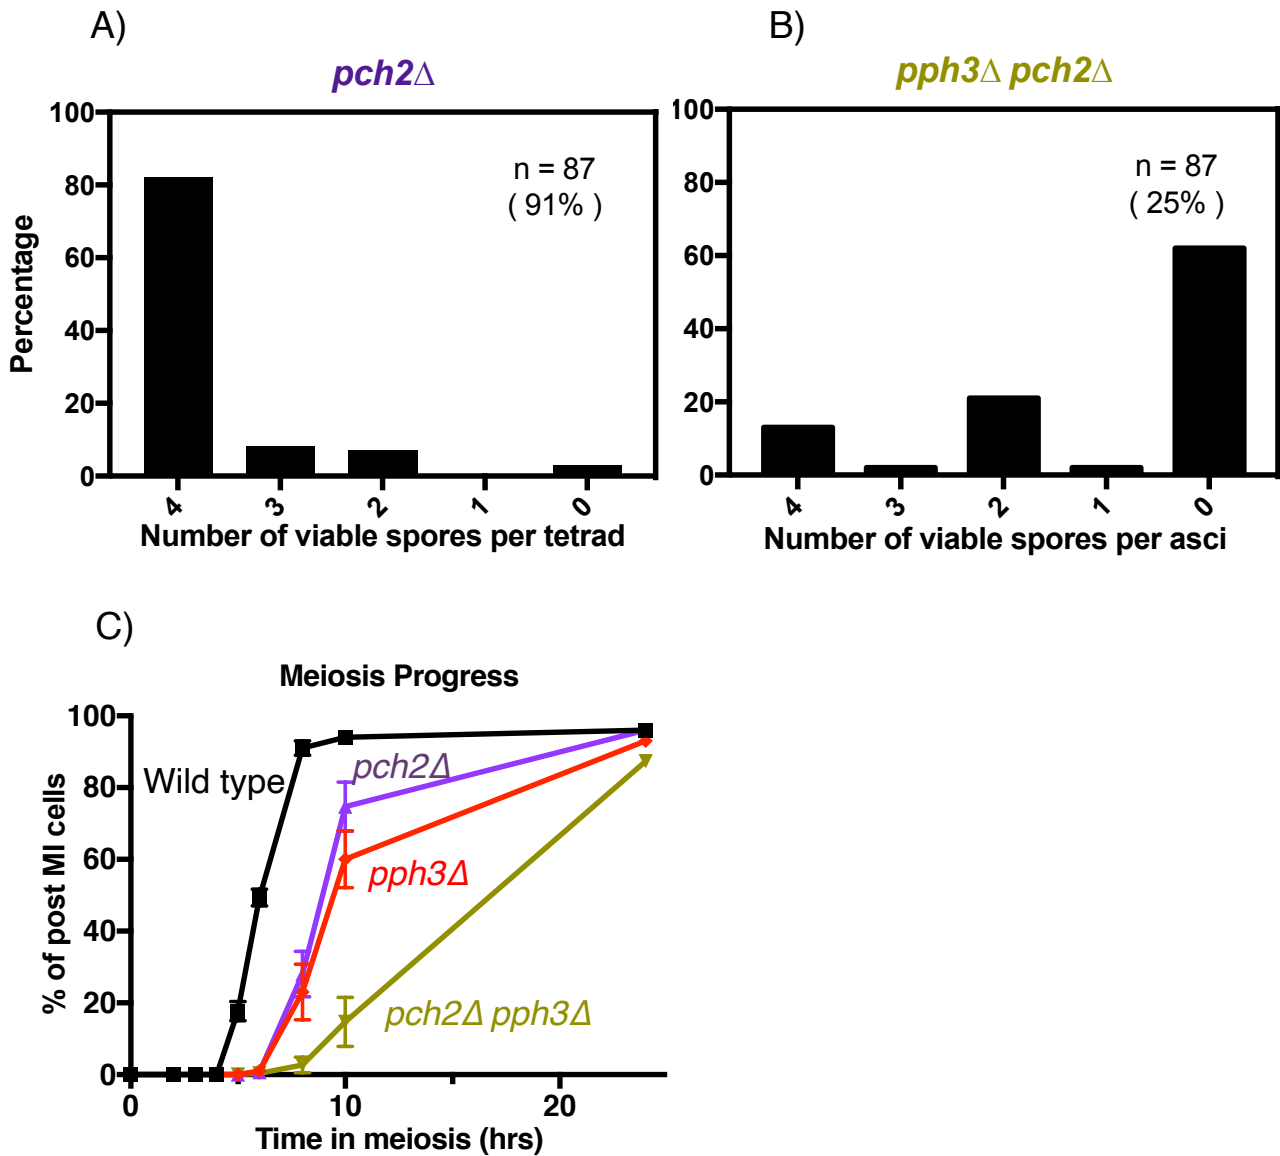 A)
pch2Δ
100
80
60
40
20
0
Percentage
n = 87
( 91% )
4
3
2
1
0
Number of viable spores per tetrad
B)
pph3Δ pch2Δ
100
80
60
40
20
0
n = 87
( 25% )
4
3
2
1
0
Number of viable spores per asci
C)
Meiosis Progress
100
80
60
40
20
0
% of post MI cells
Wild type
pch2Δ
pph3Δ
pch2Δ pph3Δ
0
10
20
Time in meiosis (hrs)